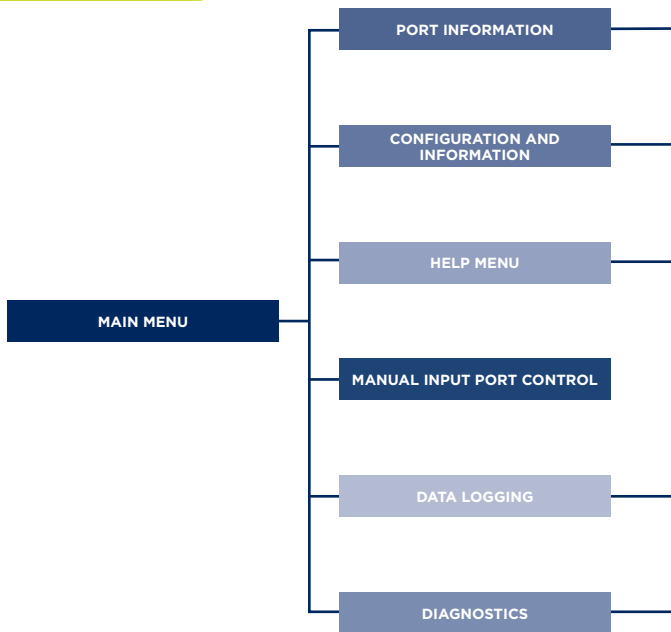 PORT INFORMATION
CONFIGURATION AND
INFORMATION
HELP MENU
MAIN MENU
MANUAL INPUT PORT CONTROL
DATA LOGGING
DIAGNOSTICS